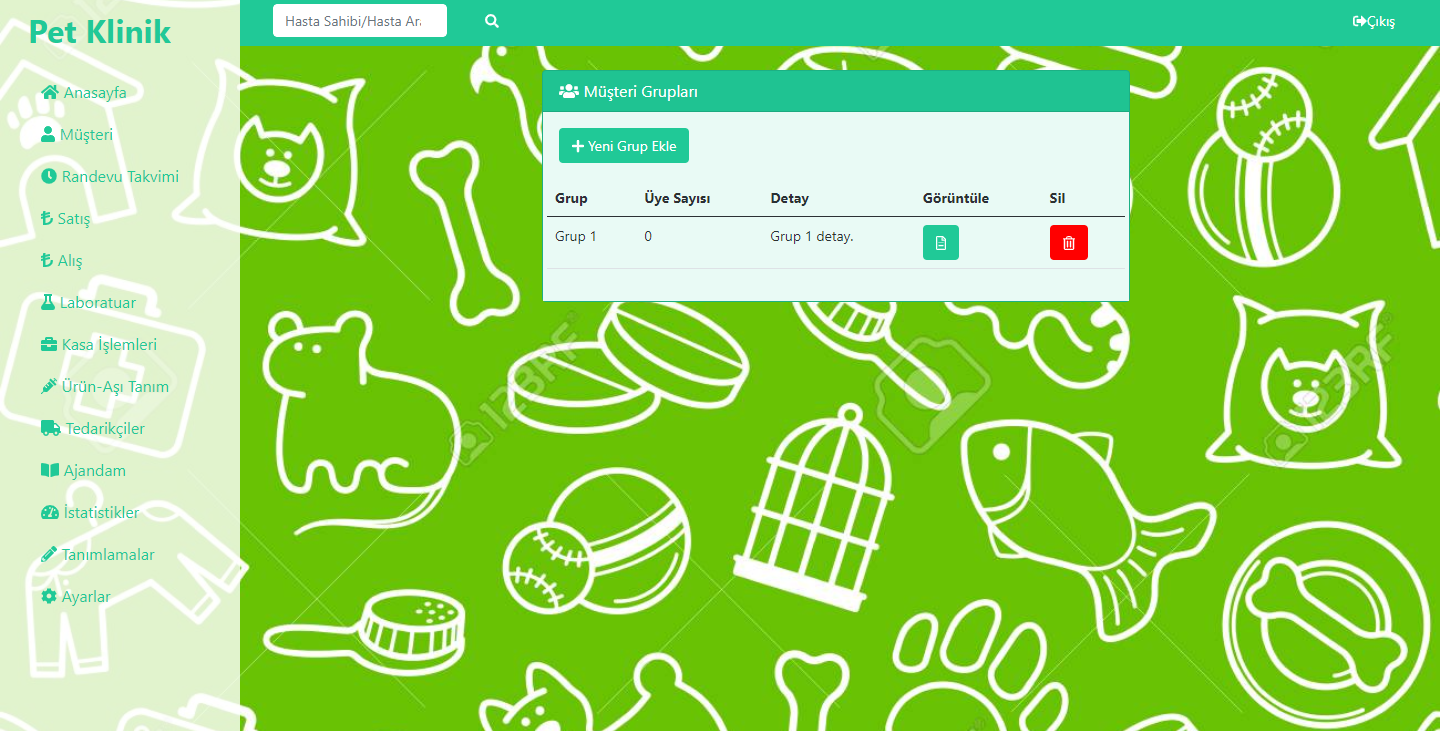 Pet Klinik
Hasta Sahibi/Hasta Ar
Çıkış
Anasayfa
Müşteri
Randevu Takvimi
Satış
Alış
Laboratuar
Kasa İşlemleri
Ürün-Aşı Tanım
Tedarikçiler
Ajandam
İstatistikler
Tanımlamalar
Ayarlar
Müşteri Grupları
Yeni Grup Ekle
Grup Üye Sayısı Detay Görüntüle Sil
Grup 1 0 Grup 1 detay.
123RF
123RF